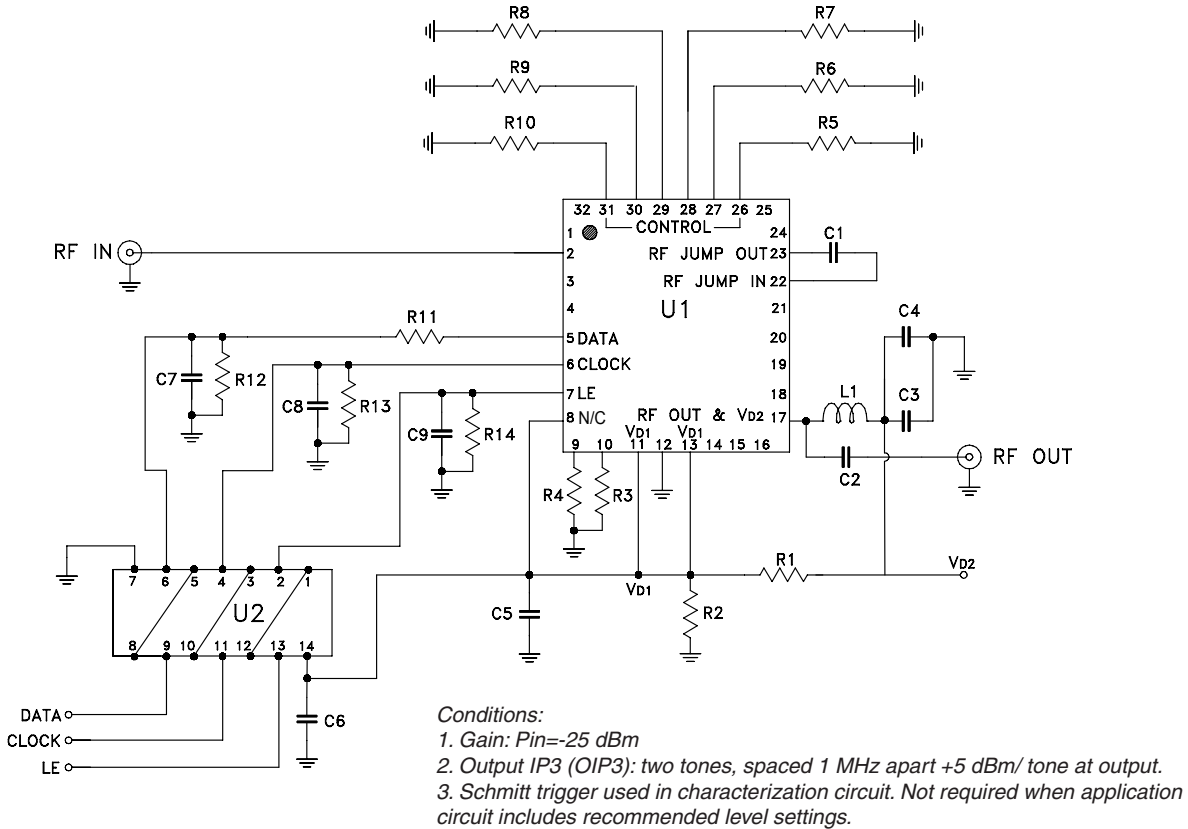 R8
R7
R9
R6
R10
R5
32 31 30 29 28 27 26 25
CONTROL
1
24
C1
RF IN
2
RF JUMP OUT 23
3
RF JUMP IN 22
U1
4
21
C4
R11
5 DATA
20
C7
R12
6 CLOCK
19
C8
R13
7 LE
18
L1
C3
C9
R14
8 N/C
RF OUT & VD2 17
VD1
VD1
9 10 11 12 13 14 15 16
C2
RF OUT
R4
R3
7 6 5 4 3 2 1
R1
VD2
VD1
U2
C5
R2
8 9 10 11 12 13 14
DATA
C6
CLOCK
LE
Conditions:
1. Gain: Pin=-25 dBm
2. Output IP3 (OIP3): two tones, spaced 1 MHz apart +5 dBm/ tone at output.
3. Schmitt trigger used in characterization circuit. Not required when application
circuit includes recommended level settings.